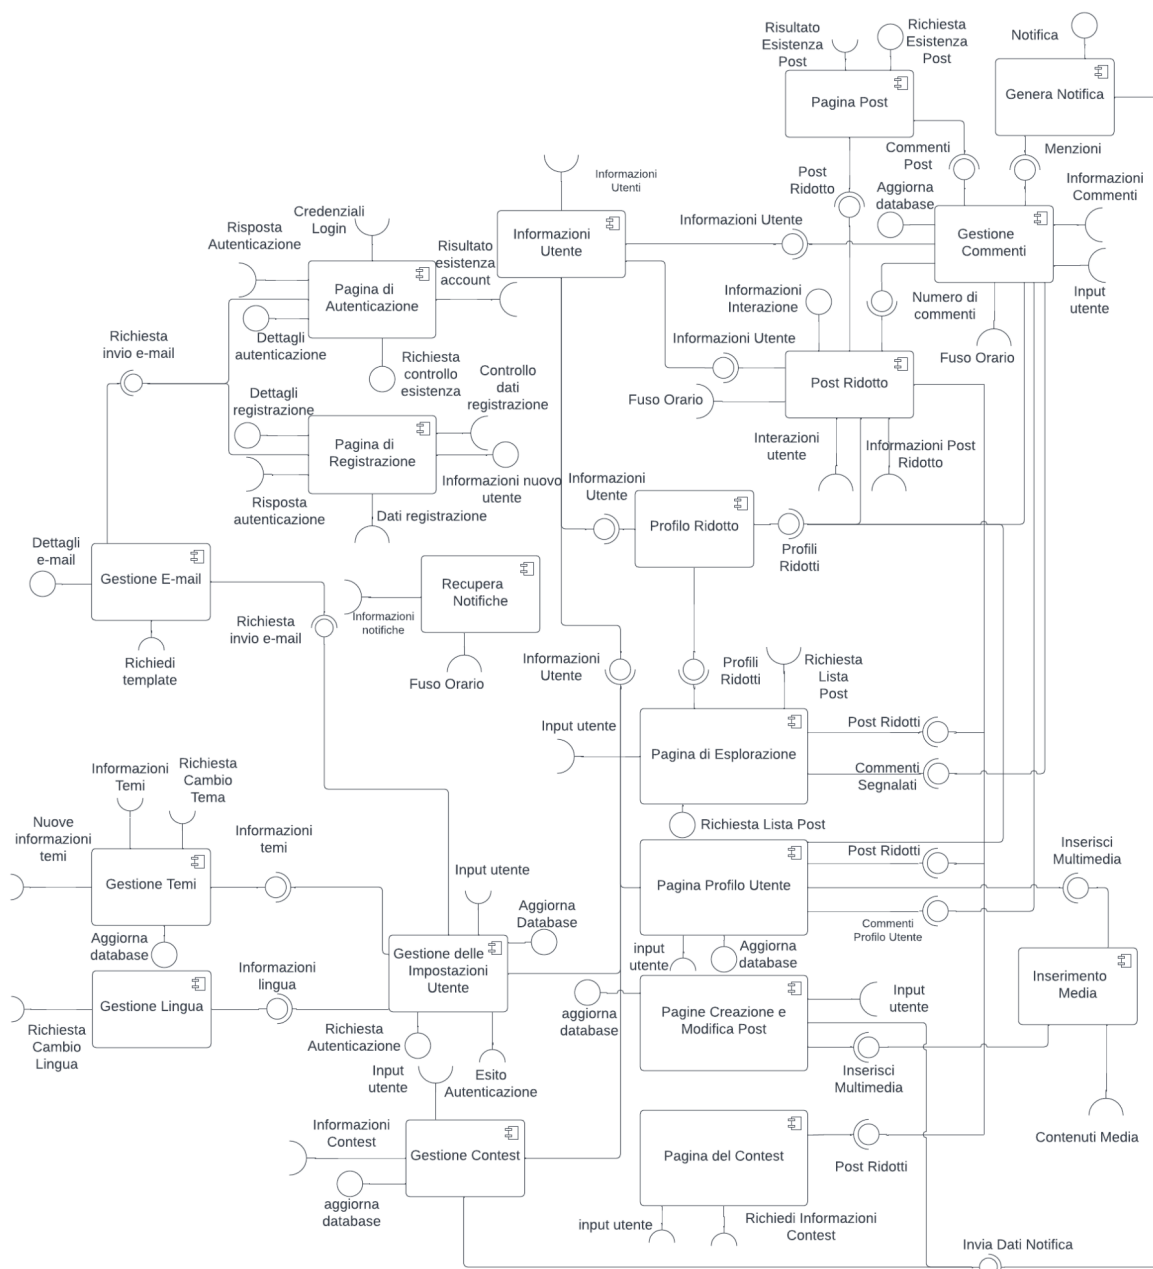 Risultato
Esistenza
Post
Richiesta
Esistenza
Post
Notifica
Pagina Post
Genera Notifica
Commenti
Post
Menzioni
Informazioni
Utenti
Post
Ridotto
Aggiorna
database
Informazioni
Commenti
Credenziali
Login
Risposta
Autenticazione
Risultato
esistenza
account
Informazioni
Utente
Informazioni Utente
Gestione
Commenti
Pagina di
Autenticazione
Informazioni
Interazione
Numero di
commenti
Input
utente
Dettagli
autenticazione
Richiesta
invio e-mail
Richiesta
controllo
esistenza
Controllo
dati
registrazione
Informazioni Utente
Fuso Orario
Post Ridotto
Fuso Orario
Dettagli
registrazione
Pagina di
Registrazione
Interazioni
utente
Informazioni Post
Ridotto
Informazioni nuovo
utente
Informazioni
Utente
Risposta
autenticazione
Dati registrazione
Profilo Ridotto
Profili
Ridotti
Dettagli
e-mail
Gestione E-mail
Recupera
Notifiche
Informazioni
notifiche
Richiesta
invio e-mail
Richiedi
template
Fuso Orario
Informazioni
Utente
Profili
Ridotti
Richiesta
Lista
Post
Input utente
Pagina di Esplorazione
Post Ridotti
Commenti
Segnalati
Richiesta Lista Post
Informazioni
Temi
Richiesta
Cambio
Tema
Nuove
informazioni
temi
Informazioni
temi
Gestione Temi
Input utente
Pagina Profilo Utente
Post Ridotti
Inserisci
Multimedia
Aggiorna
Database
Commenti
Profilo Utente
Aggiorna
database
input
utente
Aggiorna
database
Gestione delle
Impostazioni
Utente
Informazioni
lingua
Gestione Lingua
Inserimento
Media
Richiesta
Cambio
Lingua
Richiesta
Autenticazione
aggiorna
database
Pagine Creazione e
Modifica Post
Input
utente
Input
utente
Esito
Autenticazione
Inserisci
Multimedia
Informazioni
Contest
Gestione Contest
Pagina del Contest
Post Ridotti
Contenuti Media
aggiorna
database
input utente
Richiedi Informazioni
Contest
Invia Dati Notifica